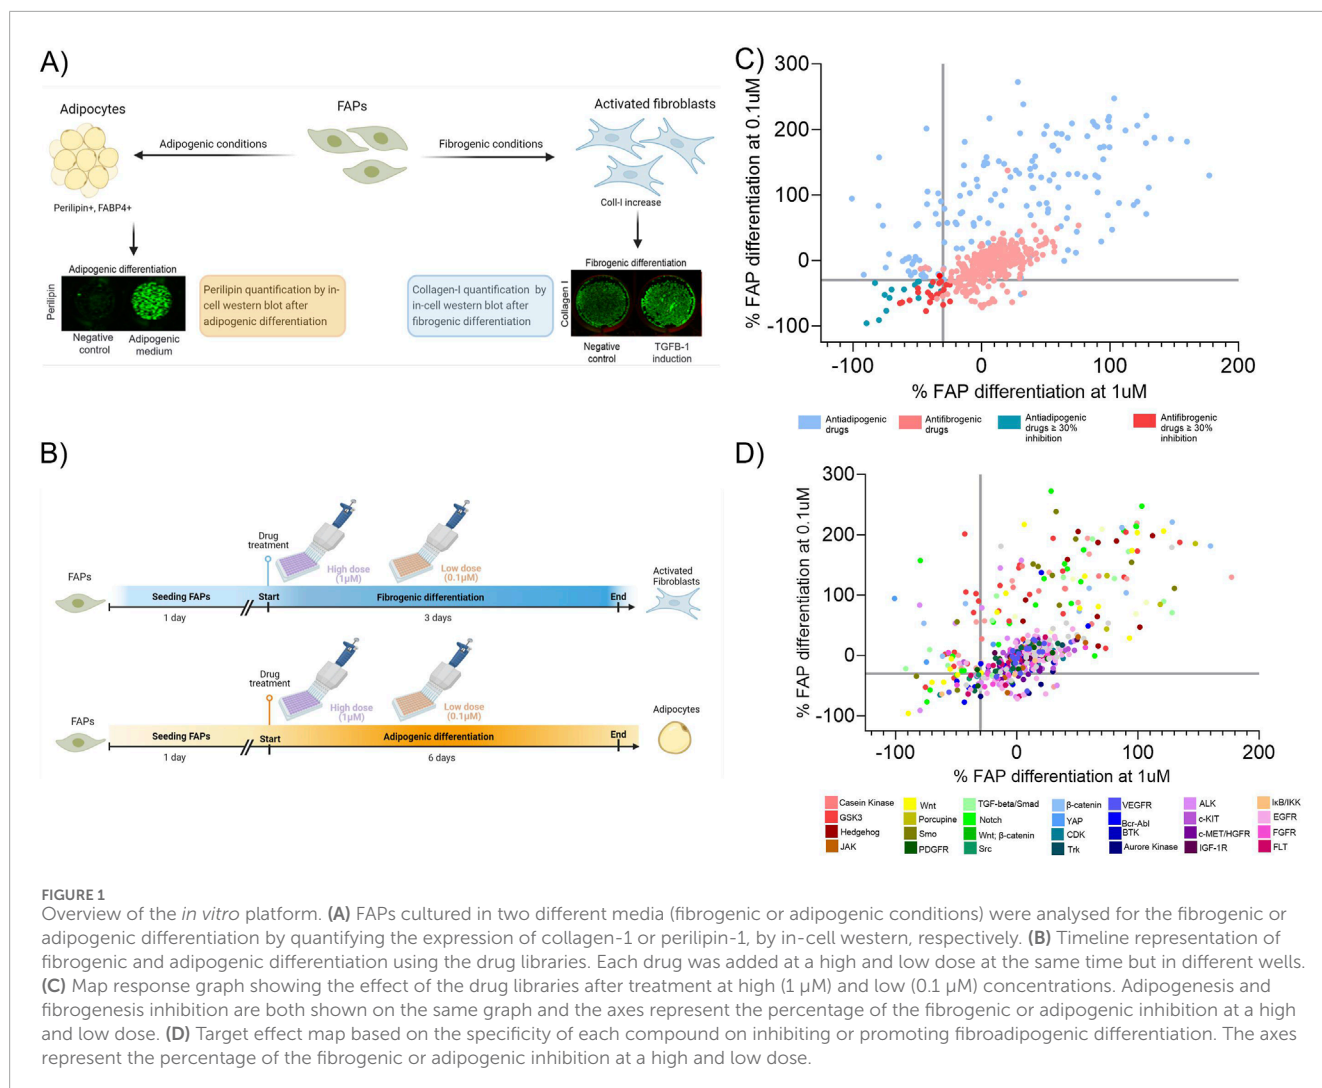 A)
Adipocytes
FAPs
Activated fibroblasts
Adipogenic conditions
Fibrogenic conditions
Perilipin+, FABP4+
Coll-I increase
Adipogenic differentiation
Perilipin
Negative
control
Adipogenic
medium
Perilipin quantification by in-
cell western blot after
adipogenic differentiation
Collagen-I quantification by
in-cell western blot after
fibrogenic differentiation
Fibrogenic differentiation
Collagen I
Negative
control
TGFB-1
induction
B)
Drug
treatment
High dose
(1µM)
Low dose
(0.1µM)
FAPs
Activated
Fibroblasts
Seeding FAPs
Start
Fibrogenic differentiation
End
1 day
3 days
Drug
treatment
High dose
(1µM)
Low dose
(0.1µM)
FAPs
Adipocytes
Seeding FAPs
Start
Adipogenic differentiation
End
1 day
6 days
C)
% FAP differentiation at 0.1uM
300
200
100
0
-100
-100
0
100
200
% FAP differentiation at 1uM
Antiadipogenic
drugs
Antifibrogenic
drugs
Antiadipogenic
drugs ≥ 30%
inhibition
Antifibrogenic
drugs ≥ 30%
inhibition
D)
% FAP differentiation at 0.1uM
300
200
100
0
-100
-100
0
100
200
% FAP differentiation at 1uM
Casein Kinase
GSK3
Hedgehog
JAK
Wnt
Porcupine
Smo
PDGFR
TGF-beta/Smad
Notch
Wnt; β-catenin
Src
β-catenin
YAP
CDK
Trk
VEGFR
Bcr-Abl
BTK
Aurore Kinase
ALK
c-KIT
c-MET/HGFR
IGF-1R
IκB/IKK
EGFR
FGFR
FLT
FIGURE 1
Overview of the in vitro platform. (A) FAPs cultured in two different media (fibrogenic or adipogenic conditions) were analysed for the fibrogenic or
adipogenic differentiation by quantifying the expression of collagen-1 or perilipin-1, by in-cell western, respectively. (B) Timeline representation of
fibrogenic and adipogenic differentiation using the drug libraries. Each drug was added at a high and low dose at the same time but in different wells.
(C) Map response graph showing the effect of the drug libraries after treatment at high (1 µM) and low (0.1 µM) concentrations. Adipogenesis and
fibrogenesis inhibition are both shown on the same graph and the axes represent the percentage of the fibrogenic or adipogenic inhibition at a high
and low dose. (D) Target effect map based on the specificity of each compound on inhibiting or promoting fibroadipogenic differentiation. The axes
represent the percentage of the fibrogenic or adipogenic inhibition at a high and low dose.